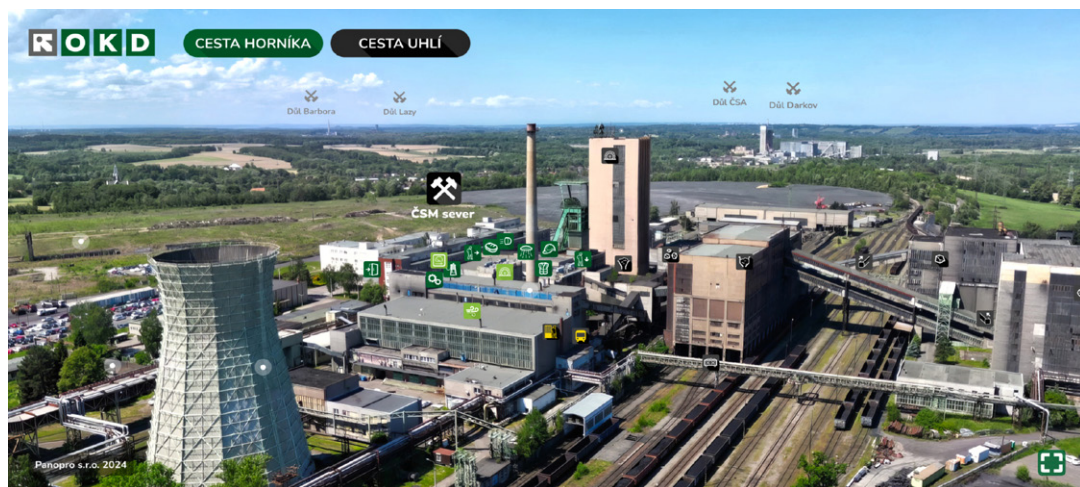 OKD
CESTA HORNÍKA
CESTA UHLÍ
Důl Barbora
Důl Lazy
Důl ČSA
Důl Darkov
ČSM sever
Panopro s.r.o. 2024